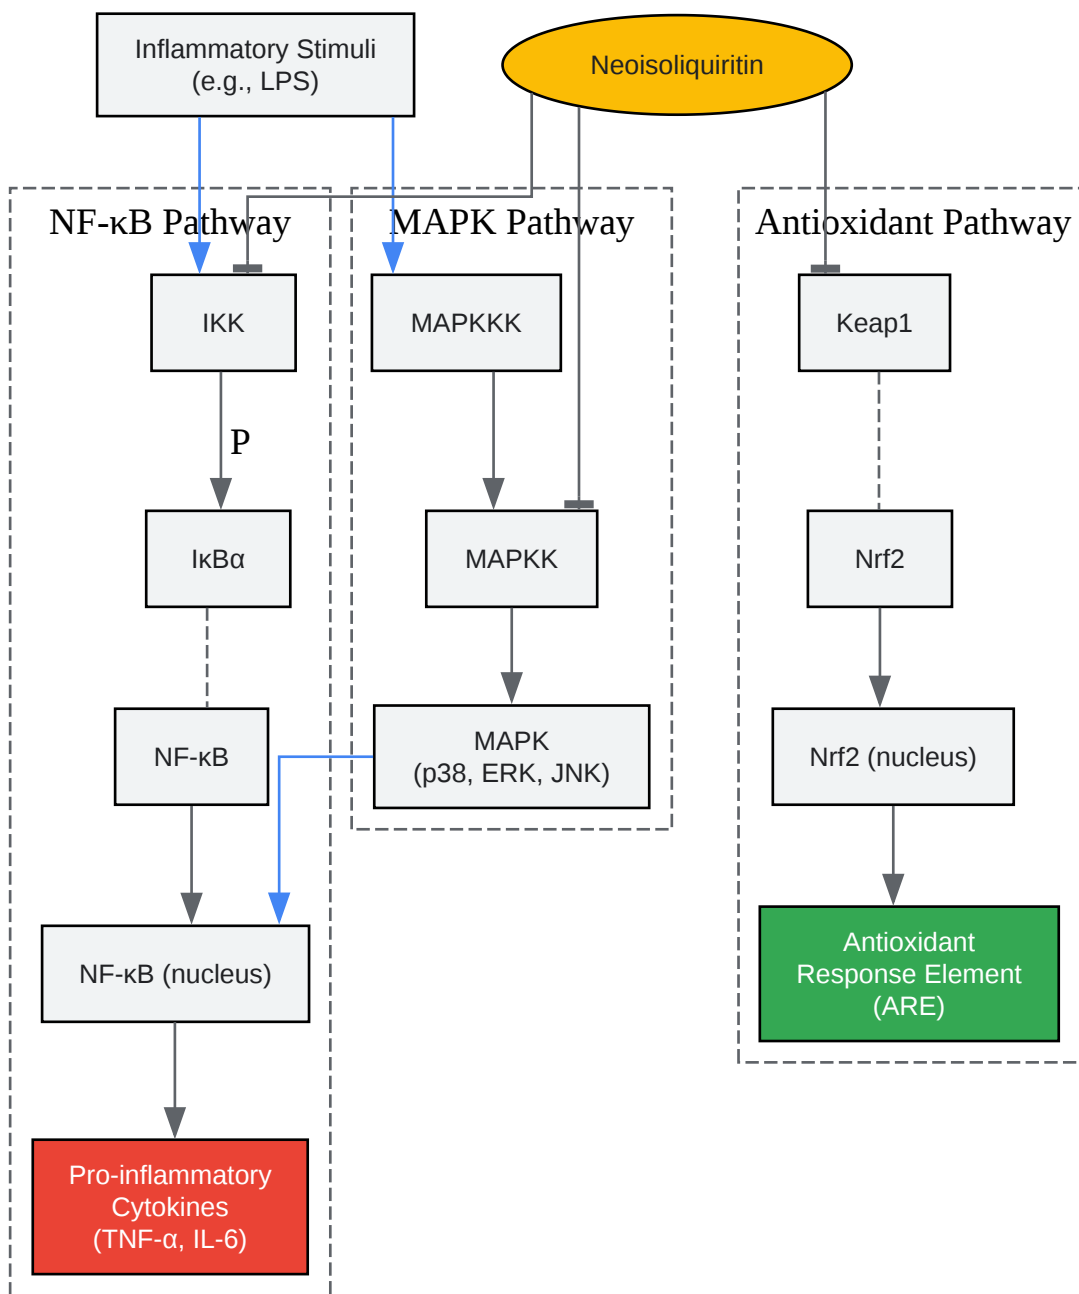 Inflammatory Stimuli
(e.g., LPS)
Neoisoliquiritin
NF-κB Pathway
MAPK Pathway
Antioxidant Pathway
IKK
MAPKKK
Keap1
P
IκBα
MAPKK
Nrf2
NF-κB
MAPK
(p38, ERK, JNK)
Nrf2 (nucleus)
NF-κB (nucleus)
Antioxidant
Response Element
(ARE)
Pro-inflammatory
Cytokines
(TNF-α, IL-6)